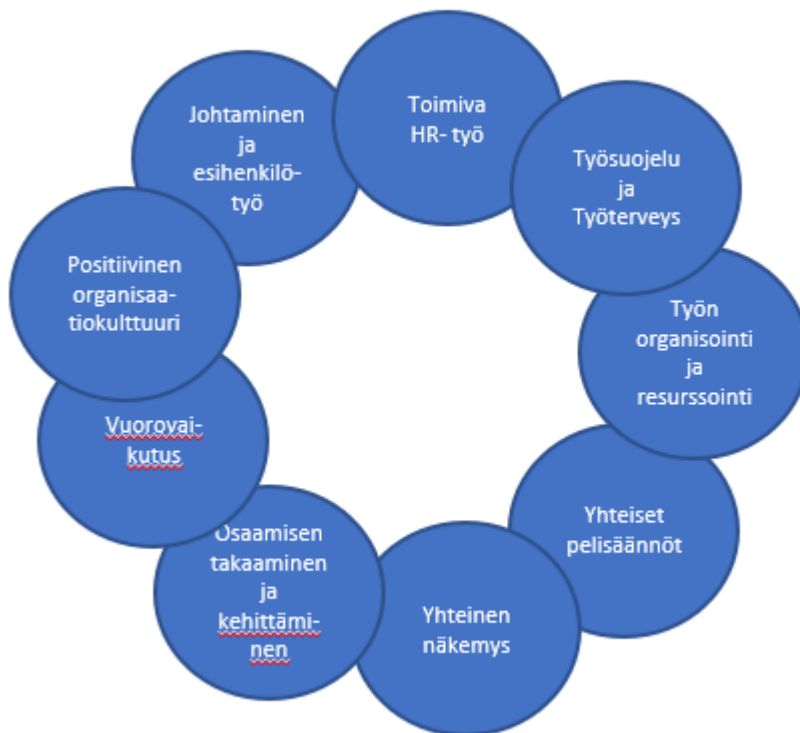 Toimiva
HR- työ
Työsuojelu
ja
Työterveys
Työn
organisointi
ja
resurssointi
Yhteiset
pelisäännöt
Yhteinen
näkemys
Osaamisen
takaaminen
ja
kehittämi-
nen
Vuorovai-
kutus
Positiivinen
organisaa-
tiokulttuuri
Johtaminen
ja
esihenkilö-
työ